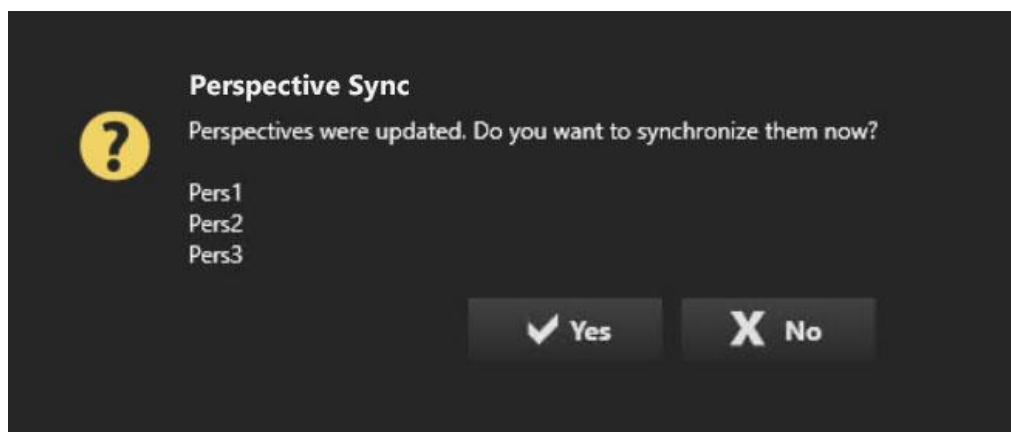 Perspective Sync
Perspectives were updated. Do you want to synchronize them now?
Pers1
Pers2
Pers3
Yes
No